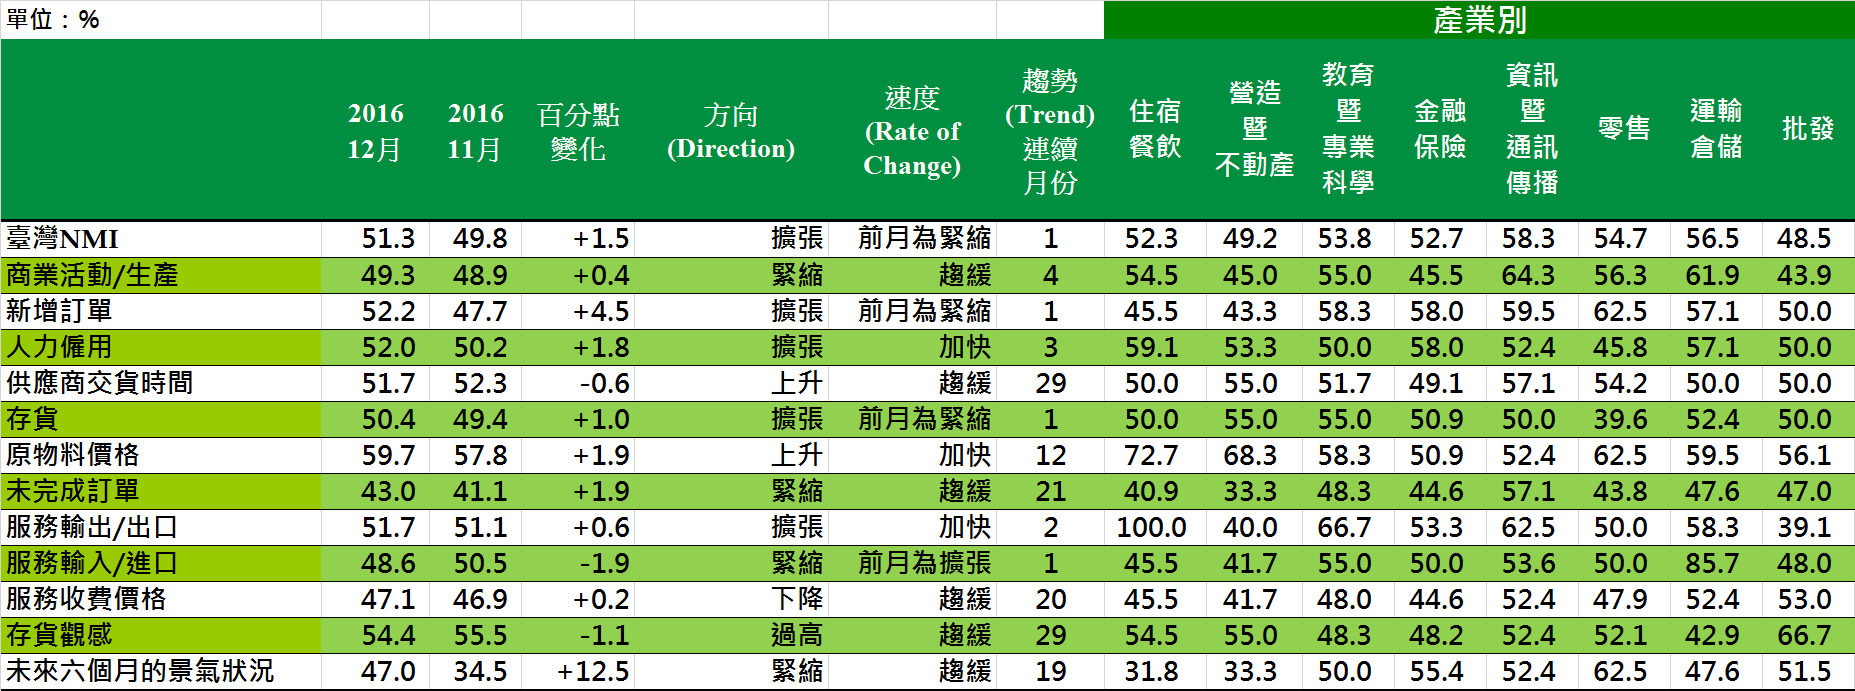 單位：% 產業別
2016 12月 2016 11月 百分點變化 方向(Direction) 速度(Rate of Change) 趨勢(Trend)連續月份 住宿餐飲 營造暨不動產 教育暨專業科學 金融保險 資訊暨通訊傳播 零售 運輸倉儲 批發
臺灣NMI 51.3 49.8 +1.5 擴張 前月為緊縮 1 52.3 49.2 53.8 52.7 58.3 54.7 56.5 48.5
商業活動/生產 49.3 48.9 +0.4 緊縮 趨緩 4 54.5 45.0 55.0 45.5 64.3 56.3 61.9 43.9
新增訂單 52.2 47.7 +4.5 擴張 前月為緊縮 1 45.5 43.3 58.3 58.0 59.5 62.5 57.1 50.0
人力僱用 52.0 50.2 +1.8 擴張 加快 3 59.1 53.3 50.0 58.0 52.4 45.8 57.1 50.0
供應商交貨時間 51.7 52.3 -0.6 上升 趨緩 29 50.0 55.0 51.7 49.1 57.1 54.2 50.0 50.0
存貨 50.4 49.4 +1.0 擴張 前月為緊縮 1 50.0 55.0 55.0 50.9 50.0 39.6 52.4 50.0
原物料價格 59.7 57.8 +1.9 上升 加快 12 72.7 68.3 58.3 50.9 52.4 62.5 59.5 56.1
未完成訂單 43.0 41.1 +1.9 緊縮 趨緩 21 40.9 33.3 48.3 44.6 57.1 43.8 47.6 47.0
服務輸出/出口 51.7 51.1 +0.6 擴張 加快 2 100.0 40.0 66.7 53.3 62.5 50.0 58.3 39.1
服務輸入/進口 48.6 50.5 -1.9 緊縮 前月為擴張 1 45.5 41.7 55.0 50.0 53.6 50.0 85.7 48.0
服務收費價格 47.1 46.9 +0.2 下降 趨緩 20 45.5 41.7 48.0 44.6 52.4 47.9 52.4 53.0
存貨觀感 54.4 55.5 -1.1 過高 趨緩 29 54.5 55.0 48.3 48.2 52.4 52.1 42.9 66.7
未來六個月的景氣狀況 47.0 34.5 +12.5 緊縮 趨緩 19 31.8 33.3 50.0 55.4 52.4 62.5 47.6 51.5